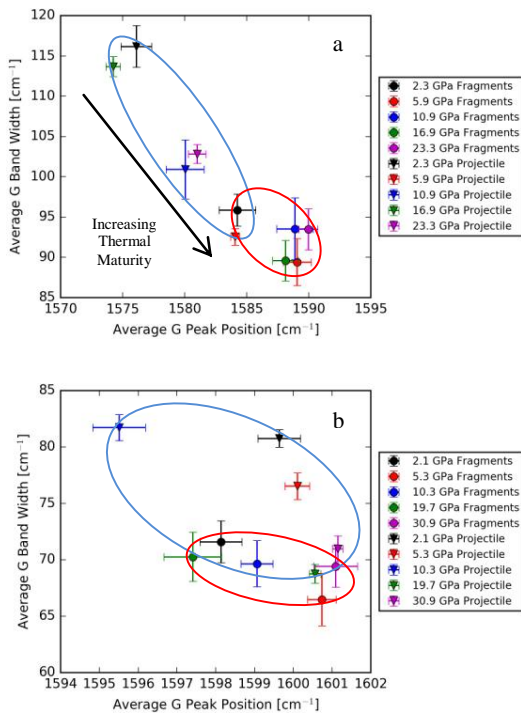 120
115
110
105
100
95
90
85
Average G Band Width [cm⁻¹]
a
Increasing
Thermal
Maturity
1570 1575 1580 1585 1590 1595
Average G Peak Position [cm⁻¹]
2.3 GPa Fragments
5.9 GPa Fragments
10.9 GPa Fragments
16.9 GPa Fragments
23.3 GPa Fragments
2.3 GPa Projectile
5.9 GPa Projectile
10.9 GPa Projectile
16.9 GPa Projectile
23.3 GPa Projectile
85
80
75
70
65
60
Average G Band Width [cm⁻¹]
b
1594 1595 1596 1597 1598 1599 1600 1601 1602
Average G Peak Position [cm⁻¹]
2.1 GPa Fragments
5.3 GPa Fragments
10.3 GPa Fragments
19.7 GPa Fragments
30.9 GPa Fragments
2.1 GPa Projectile
5.3 GPa Projectile
10.3 GPa Projectile
19.7 GPa Projectile
30.9 GPa Projectile